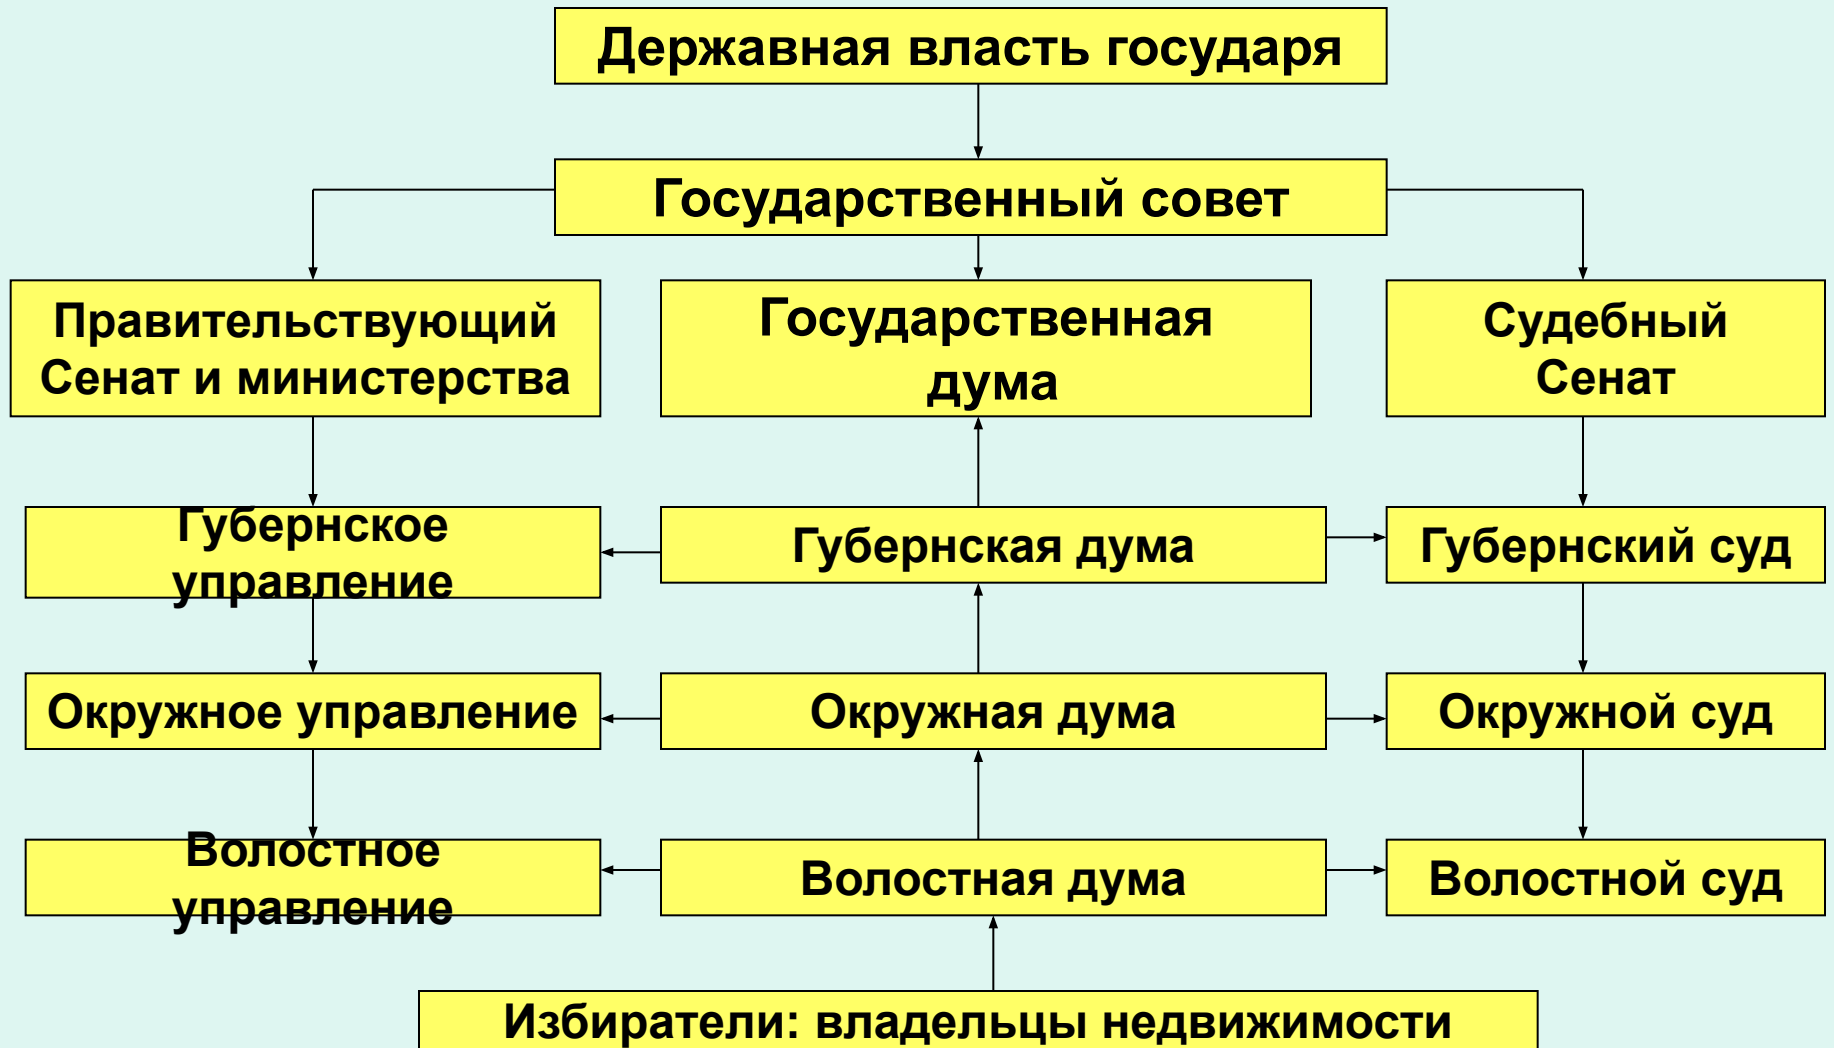 Державная власть государя
Государственный совет
Правительствующий
Сенат и министерства
Государственная
дума
Судебный
Сенат
Губернское
управление
Губернская дума
Губернский суд
Окружное управление
Окружная дума
Окружной суд
Волостное
управление
Волостная дума
Волостной суд
Избиратели: владельцы недвижимости